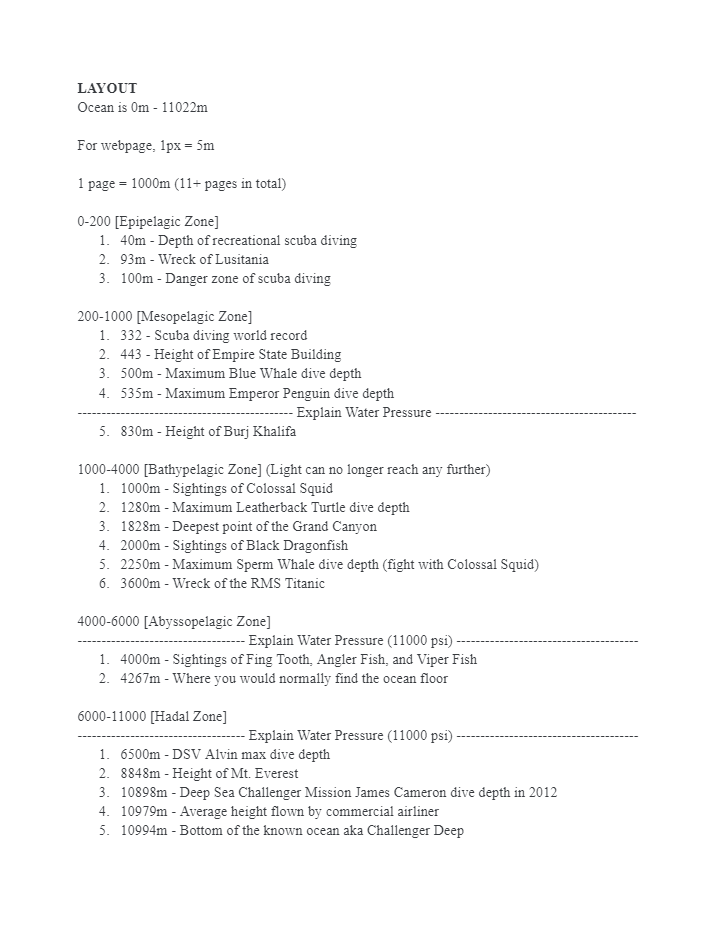 LAYOUT
Ocean is 0m - 11022m
For webpage, 1px = 5m
1 page = 1000m (11+ pages in total)
0-200 [Epipelagic Zone]
1. 40m - Depth of recreational scuba diving
2. 93m - Wreck of Lusitania
3. 100m - Danger zone of scuba diving
200-1000 [Mesopelagic Zone]
1. 332 - Scuba diving world record
2. 443 - Height of Empire State Building
3. 500m - Maximum Blue Whale dive depth
4. 535m - Maximum Emperor Penguin dive depth
--------------------------------------------- Explain Water Pressure ------------------------------------------
5. 830m - Height of Burj Khalifa
1000-4000 [Bathypelagic Zone] (Light can no longer reach any further)
1. 1000m - Sightings of Colossal Squid
2. 1280m - Maximum Leatherback Turtle dive depth
3. 1828m - Deepest point of the Grand Canyon
4. 2000m - Sightings of Black Dragonfish
5. 2250m - Maximum Sperm Whale dive depth (fight with Colossal Squid)
6. 3600m - Wreck of the RMS Titanic
4000-6000 [Abyssopelagic Zone]
----------------------------------- Explain Water Pressure (11000 psi) --------------------------------------
1. 4000m - Sightings of Fing Tooth, Angler Fish, and Viper Fish
2. 4267m - Where you would normally find the ocean floor
6000-11000 [Hadal Zone]
----------------------------------- Explain Water Pressure (11000 psi) --------------------------------------
1. 6500m - DSV Alvin max dive depth
2. 8848m - Height of Mt. Everest
3. 10898m - Deep Sea Challenger Mission James Cameron dive depth in 2012
4. 10979m - Average height flown by commercial airliner
5. 10994m - Bottom of the known ocean aka Challenger Deep